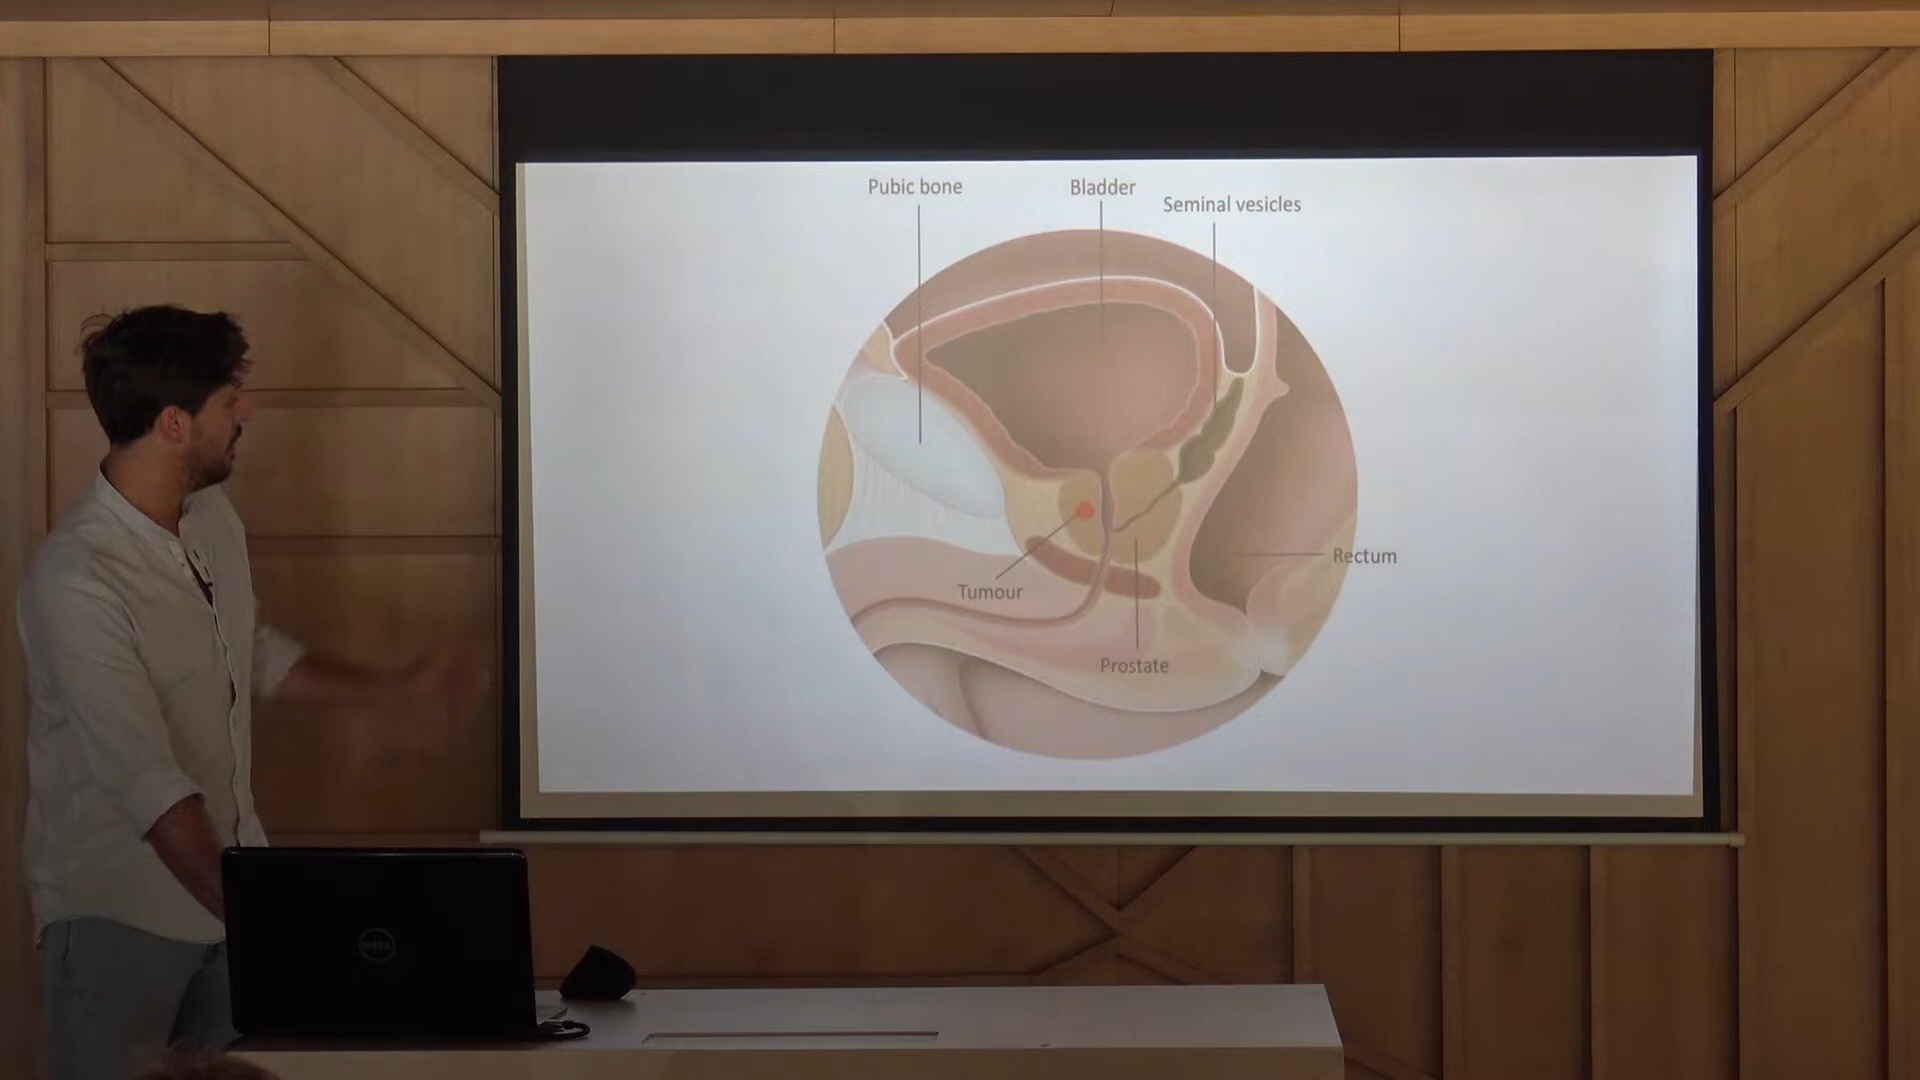 Pubic bone
Bladder
Seminal vesicles
Rectum
Tumour
Prostate
DELL